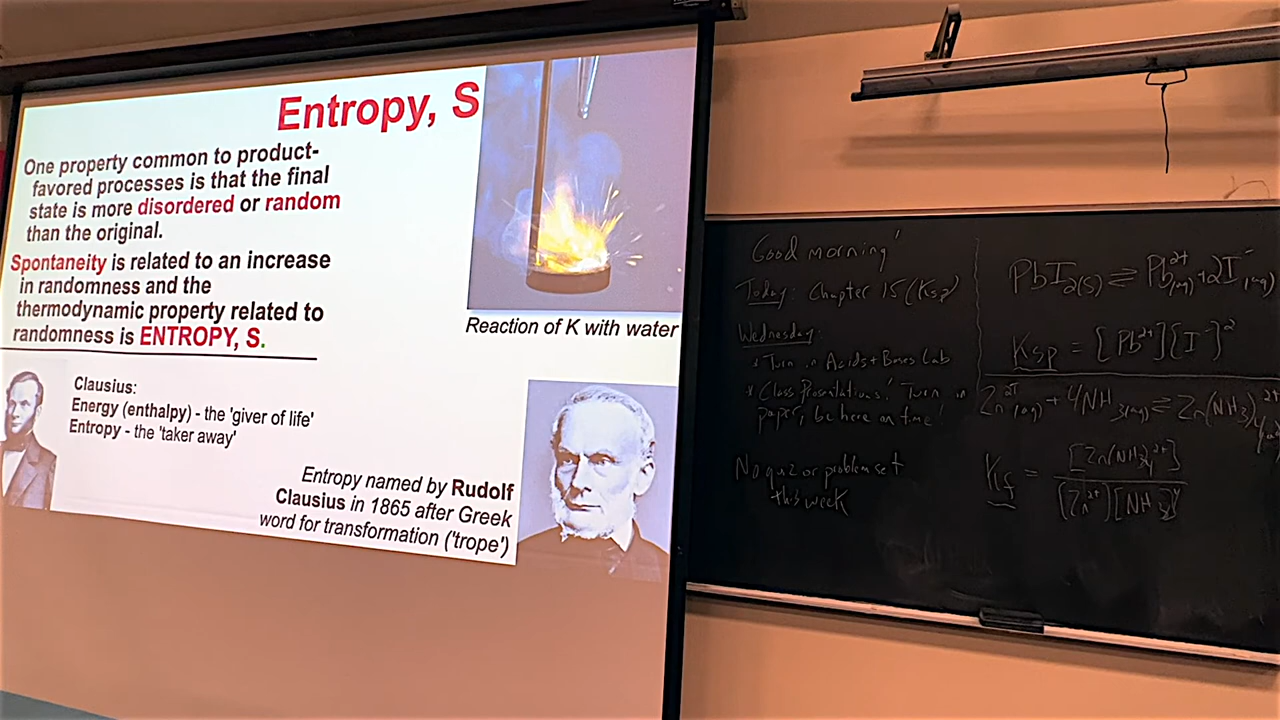 Entropy, S
One property common to product-
favored processes is that the final
state is more disordered or random
than the original.
Spontaneity is related to an increase
in randomness and the
thermodynamic property related to
randomness is ENTROPY, S.
Reaction of K with water
Clausius:
Energy (enthalpy) - the 'giver of life'
Entropy - the 'taker away'
Entropy named by Rudolf
Clausius in 1865 after Greek
word for transformation ('trope')
Good morning!
Today: Chapter 15 (Ksp)
Wednesday:
* Turn in Acids + Bases Lab
* Class Presentations! Turn in
paper, be here on time!
No quiz or problem set
this week
PbI₂(s) ⇌ Pb²⁺(aq) + 2I⁻(aq)
Ksp = [Pb²⁺][I⁻]²
Zn²⁺(aq) + 4NH₃(aq) ⇌ Zn(NH₃)₄²⁺
Kf = [Zn(NH₃)₄²⁺]
[Zn²⁺][NH₃]⁴